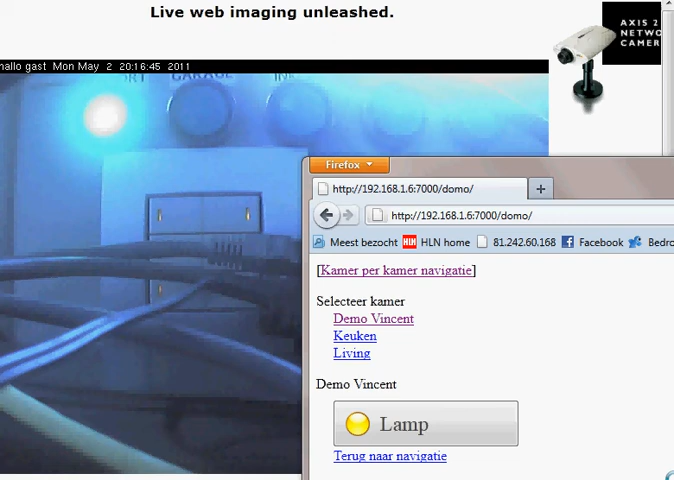 Live web imaging unleashed.
AXIS 2
NETWO
CAMER
hallo gast Mon May 2 20:16:45 2011
GARAGE
Firefox
http://192.168.1.6:7000/domo/
http://192.168.1.6:7000/domo/
Meest bezocht HLN HLN home 81.242.60.168 Facebook Bedro
[Kamer per kamer navigatie]
Selecteer kamer
Demo Vincent
Keuken
Living
Demo Vincent
Lamp
Terug naar navigatie